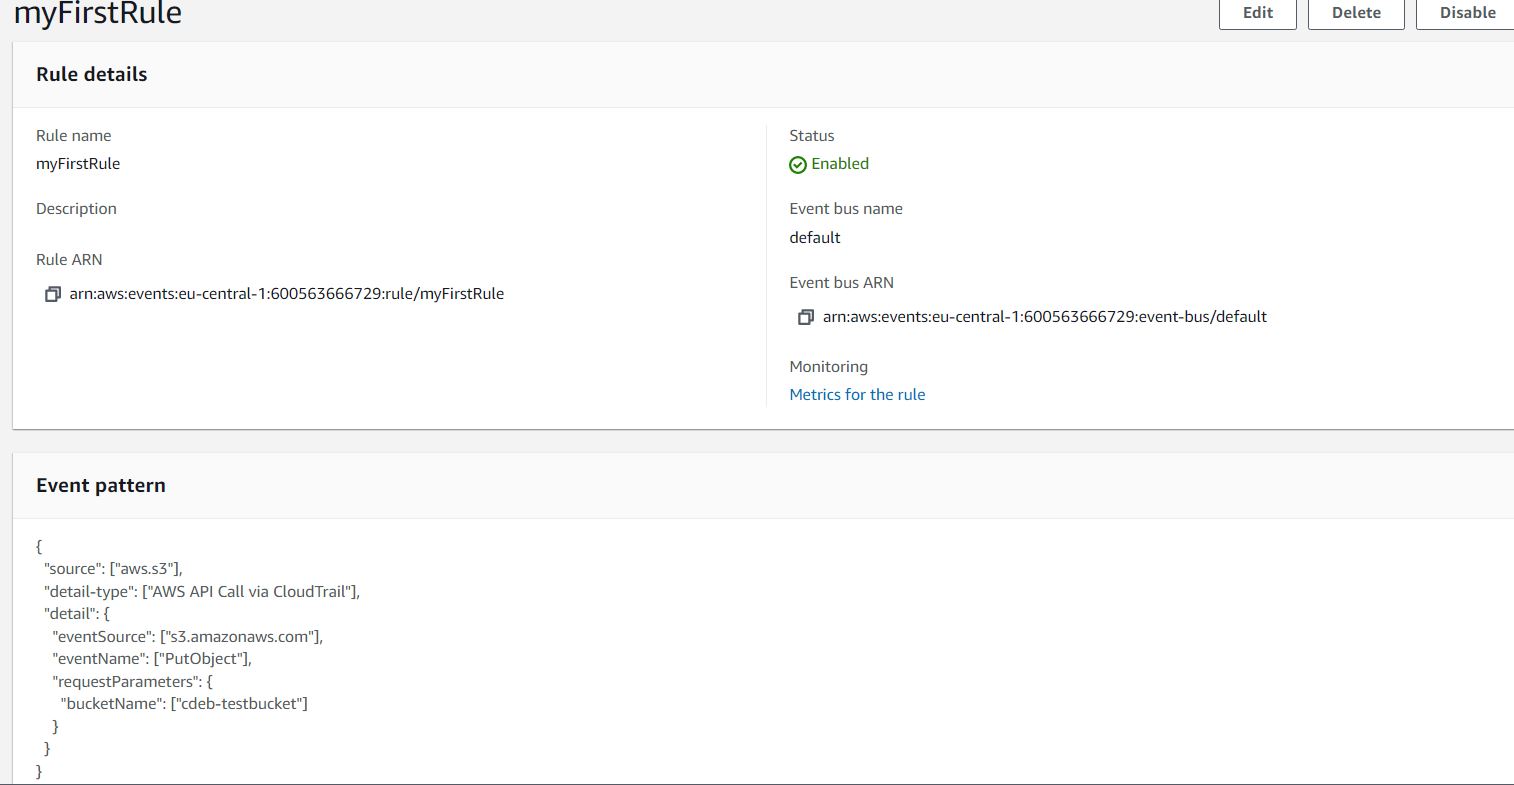 myFirstRule
Edit
Delete
Disable
Rule details
Rule name
myFirstRule
Description
Rule ARN
arn:aws:events:eu-central-1:600563666729:rule/myFirstRule
Status
Enabled
Event bus name
default
Event bus ARN
arn:aws:events:eu-central-1:600563666729:event-bus/default
Monitoring
Metrics for the rule
Event pattern
{
"source": ["aws.s3"],
"detail-type": ["AWS API Call via CloudTrail"],
"detail": {
"eventSource": ["s3.amazonaws.com"],
"eventName": ["PutObject"],
"requestParameters": {
"bucketName": ["cdeb-testbucket"]
}
}
}